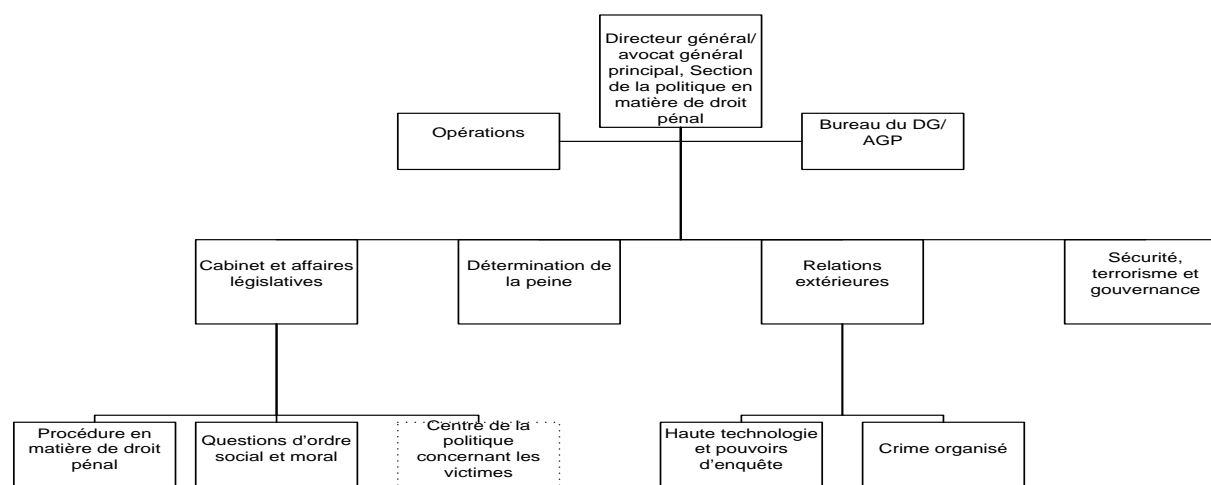 Directeur général/
avocat général
principal, Section
de la politique en
matière de droit
pénal
Opérations
Bureau du DG/
AGP
Cabinet et affaires
législatives
Détermination de
la peine
Relations
extérieures
Sécurité,
terrorisme et
gouvernance
Procédure en
matière de droit
pénal
Questions d’ordre
social et moral
Centre de la
politique
concernant les
victimes
Haute technologie
et pouvoirs
d’enquête
Crime organisé